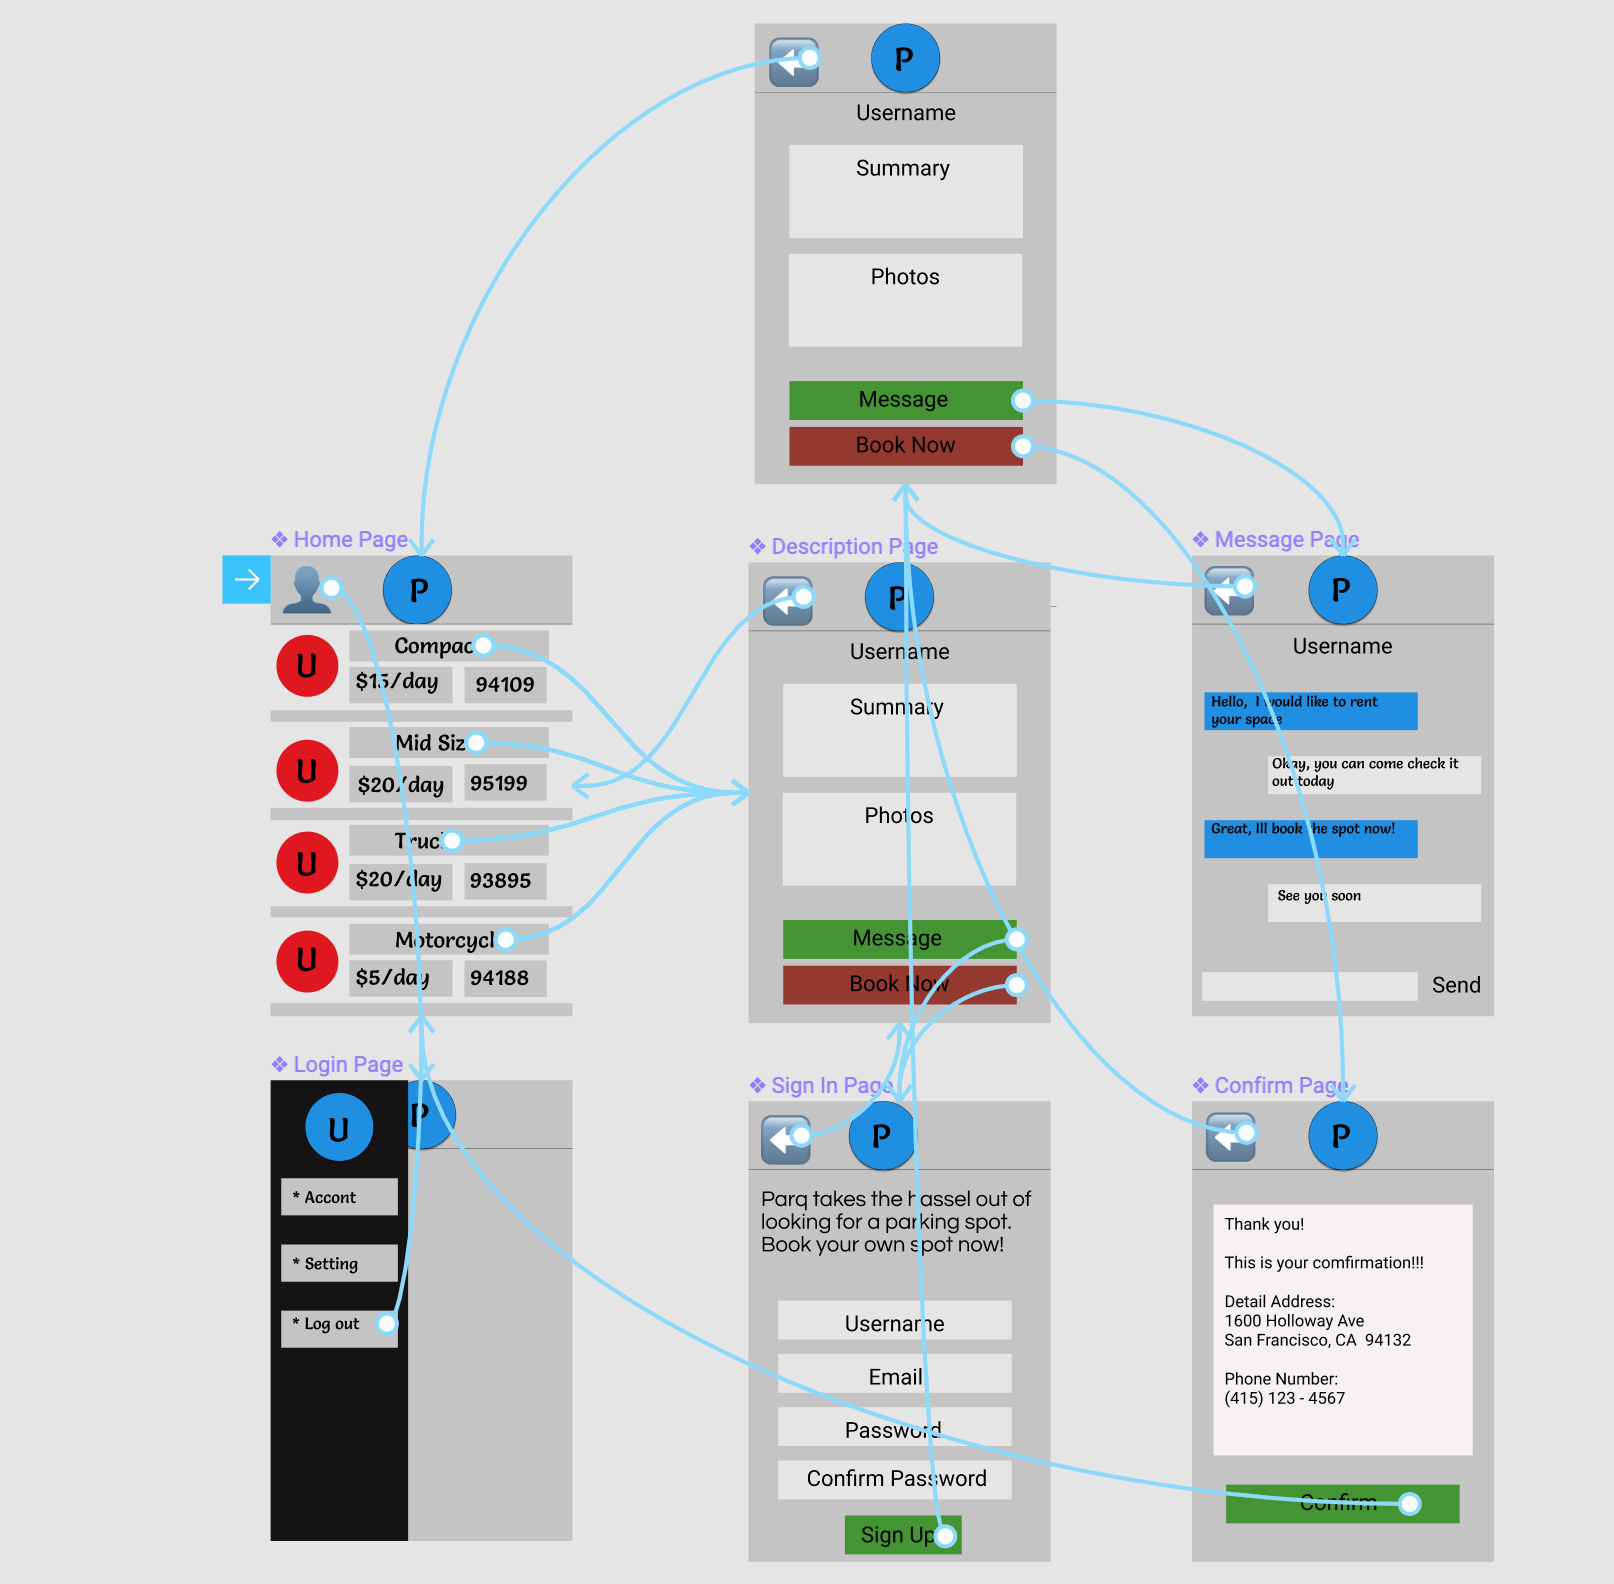 P
Username
Summary
Photos
Message
Book Now
Home Page
P
U
Compac
$15/day
94109
U
Mid Siz
$20/day
95199
U
Truc
$20/day
93895
U
Motorcycl
$5/day
94188
Description Page
P
Username
Summary
Photos
Message
Book Now
Message Page
P
Username
Hello, I would like to rent
your space
Okay, you can come check it
out today
Great, Ill book the spot now!
See you soon
Send
Login Page
U
P
* Accont
* Setting
* Log out
Sign In Page
P
Parq takes the hassel out of
looking for a parking spot.
Book your own spot now!
Username
Email
Password
Confirm Password
Sign Up
Confirm Page
P
Thank you!
This is your comfirmation!!!
Detail Address:
1600 Holloway Ave
San Francisco, CA 94132
Phone Number:
(415) 123 - 4567
Confirm